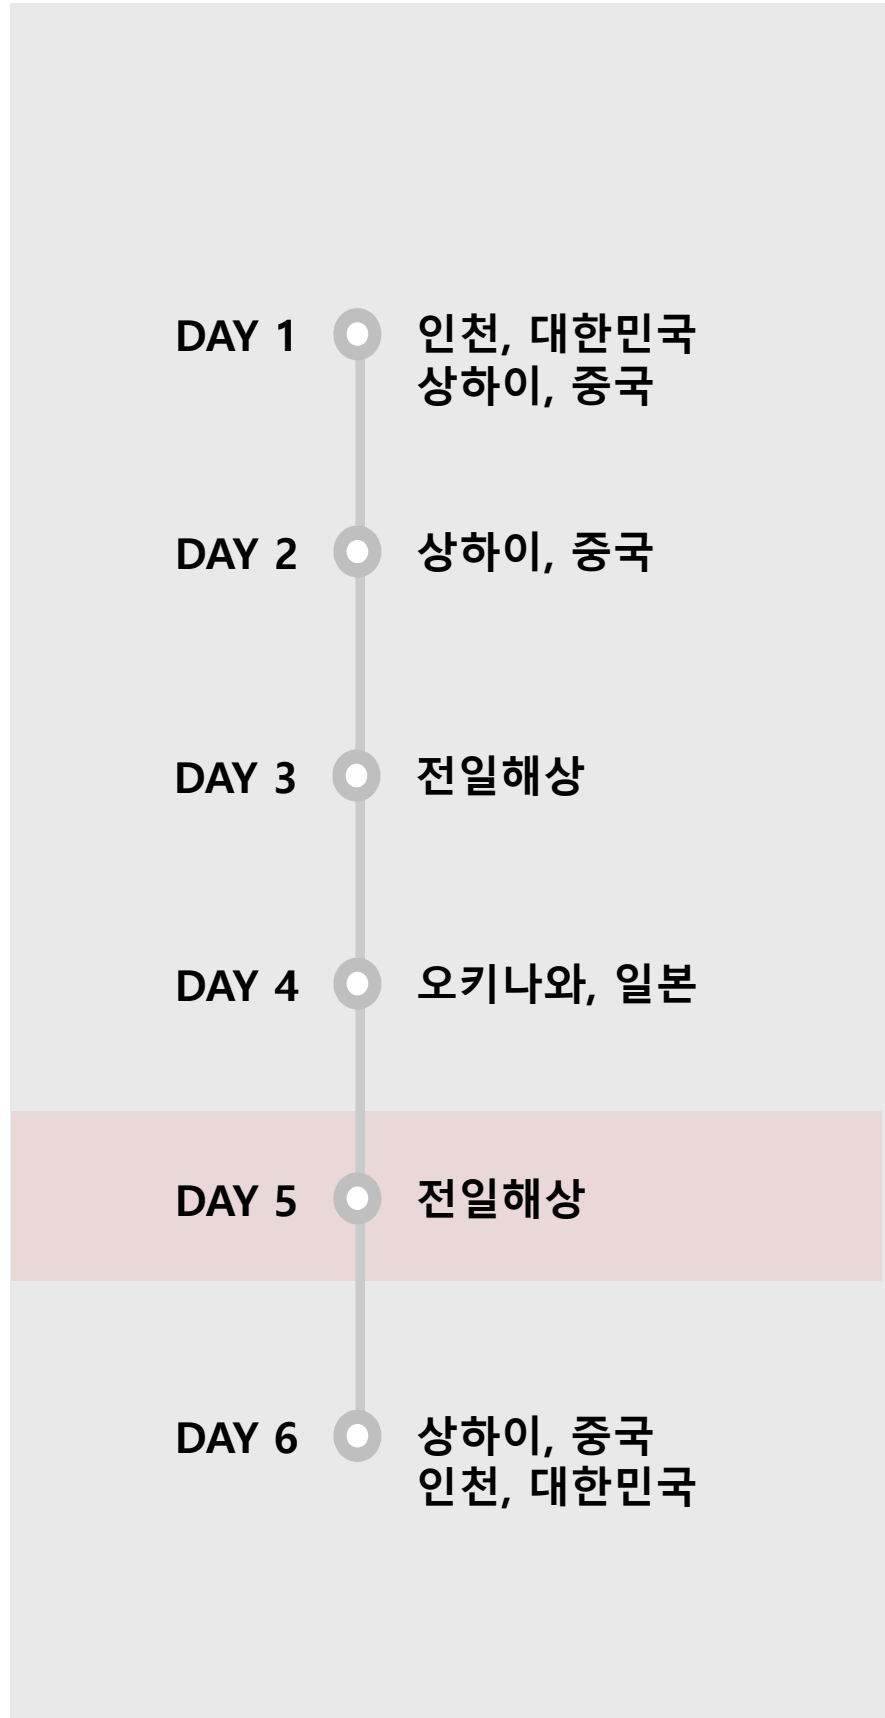 DAY 1 인천, 대한민국
상하이, 중국
DAY 2 상하이, 중국
DAY 3 전일해상
DAY 4 오키나와, 일본
DAY 5 전일해상
DAY 6 상하이, 중국
인천, 대한민국